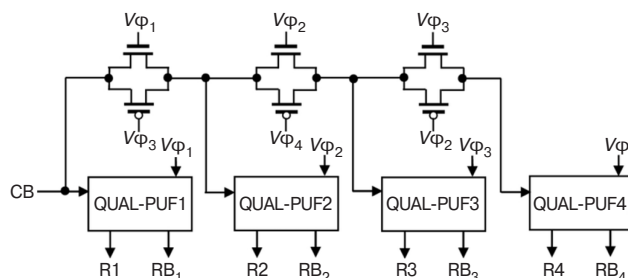 Vφ1 Vφ2 Vφ3
Vφ3 Vφ4 Vφ2
Vφ1 Vφ2 Vφ3 Vφ
CB QUAL-PUF1 QUAL-PUF2 QUAL-PUF3 QUAL-PUF4
R1 RB1 R2 RB2 R3 RB3 R4 RB4